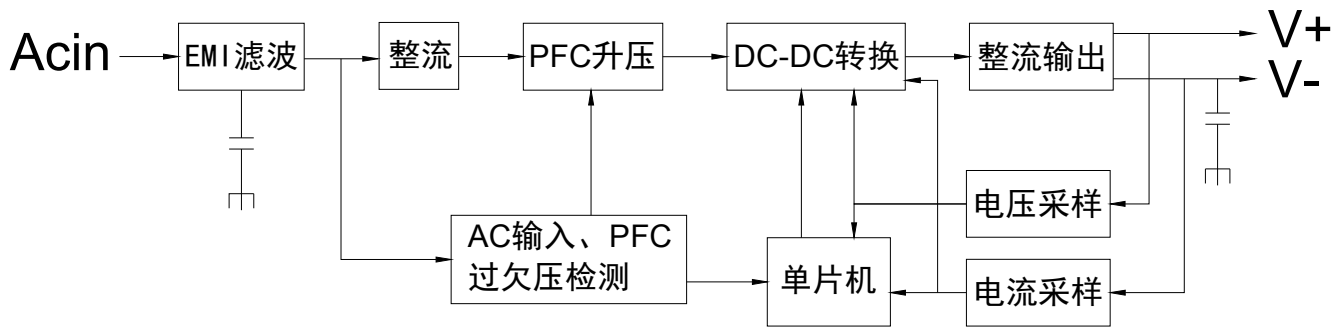 Acin
EMI滤波
整流
PFC升压
DC-DC转换
整流输出
V+
V-
电压采样
AC输入、PFC
过欠压检测
单片机
电流采样